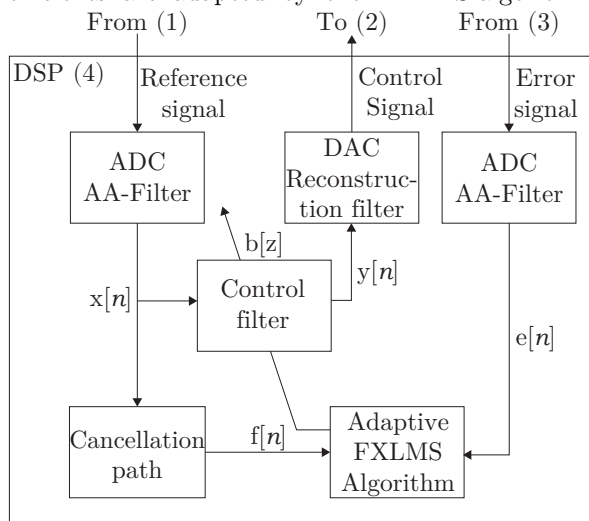 From (1) To (2) From (3)
DSP (4)
Reference
signal
Control
Signal
Error
signal
ADC
AA-Filter
DAC
Reconstruc-
tion filter
ADC
AA-Filter
b[z]
x[n]
Control
filter
y[n]
e[n]
Cancellation
path
f[n]
Adaptive
FXLMS
Algorithm